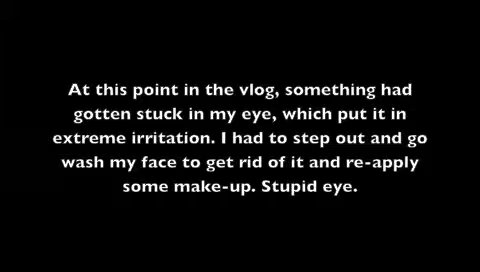 At this point in the vlog, something had
gotten stuck in my eye, which put it in
extreme irritation. I had to step out and go
wash my face to get rid of it and re-apply
some make-up. Stupid eye.